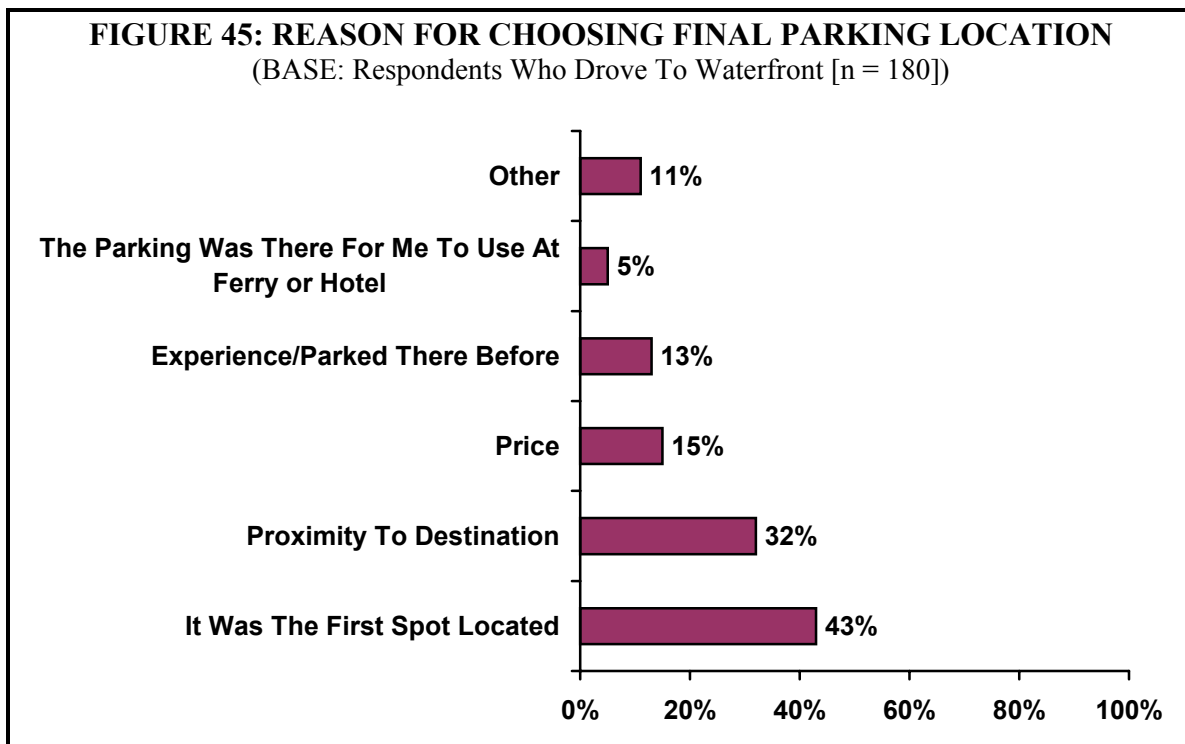 FIGURE 45: REASON FOR CHOOSING FINAL PARKING LOCATION
(BASE: Respondents Who Drove To Waterfront [n = 180])
Other
11%
The Parking Was There For Me To Use At
Ferry or Hotel
5%
Experience/Parked There Before
13%
Price
15%
Proximity To Destination
32%
It Was The First Spot Located
43%
0% 20% 40% 60% 80% 100%